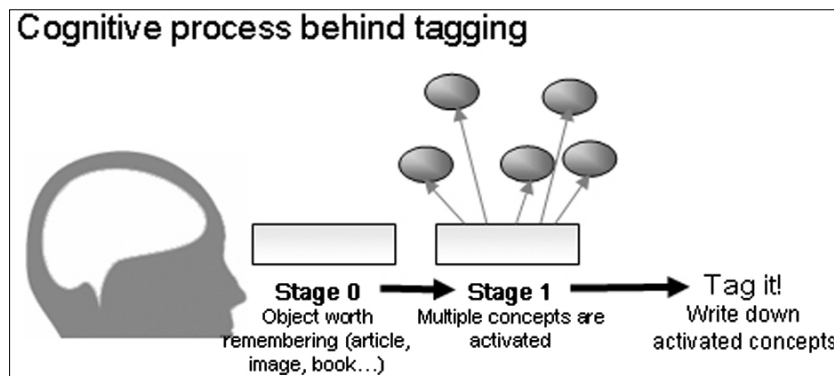 Cognitive process behind tagging
Stage 0
Object worth
remembering (article,
image, book...)
Stage 1
Multiple concepts are
activated
Tag it!
Write down
activated concepts